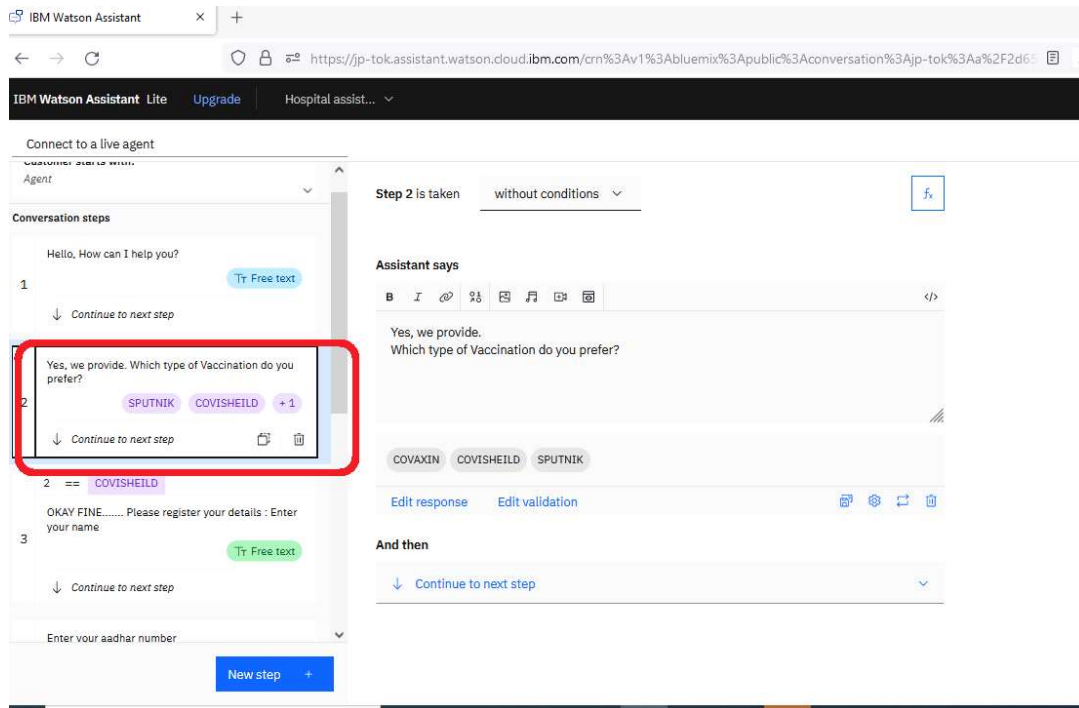 IBM Watson Assistant
https://jp-tok.assistant.watson.cloud.ibm.com/crn%3Av1%3Abluemix%3Apublic%3Aconversation%3Ajp-tok%3Aa%2F2d65
IBM Watson Assistant Lite Upgrade Hospital assist...
Connect to a live agent
Customer starts with:
Agent
Conversation steps
1
Hello, How can I help you?
Free text
Continue to next step
2
Yes, we provide. Which type of Vaccination do you
prefer?
SPUTNIK COVISHEILD + 1
Continue to next step
2 == COVISHEILD
3
OKAY FINE....... Please register your details : Enter
your name
Free text
Continue to next step
Enter your aadhar number
New step +
Step 2 is taken without conditions
fx
Assistant says
B I </>
Yes, we provide.
Which type of Vaccination do you prefer?
COVAXIN COVISHEILD SPUTNIK
Edit response Edit validation
And then
Continue to next step